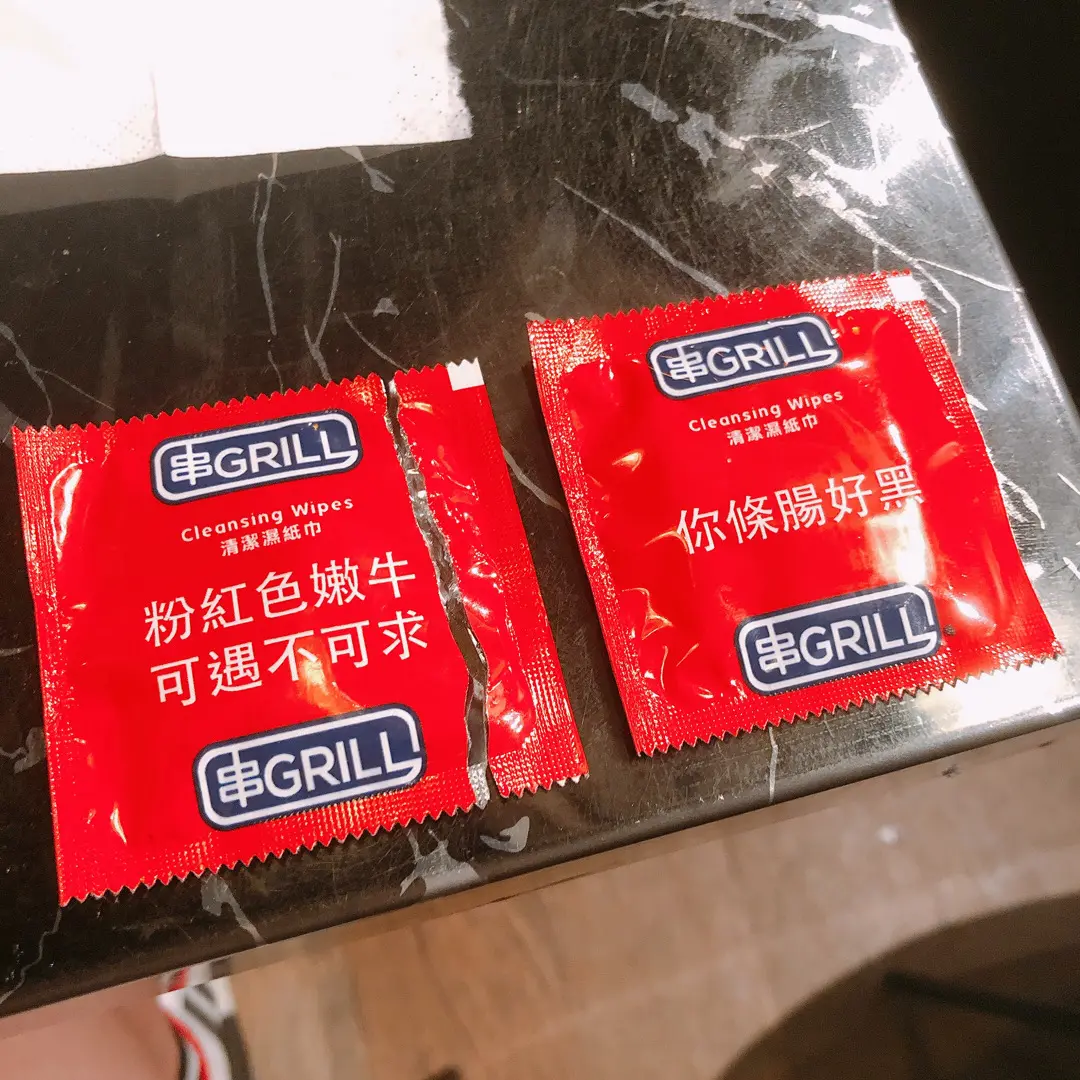 串GRILL
Cleansing Wipes
清潔濕紙巾
粉紅色嫩牛
可遇不可求
串GRILL
串GRILL
Cleansing Wipes
清潔濕紙巾
你條腸好黑
串GRILL